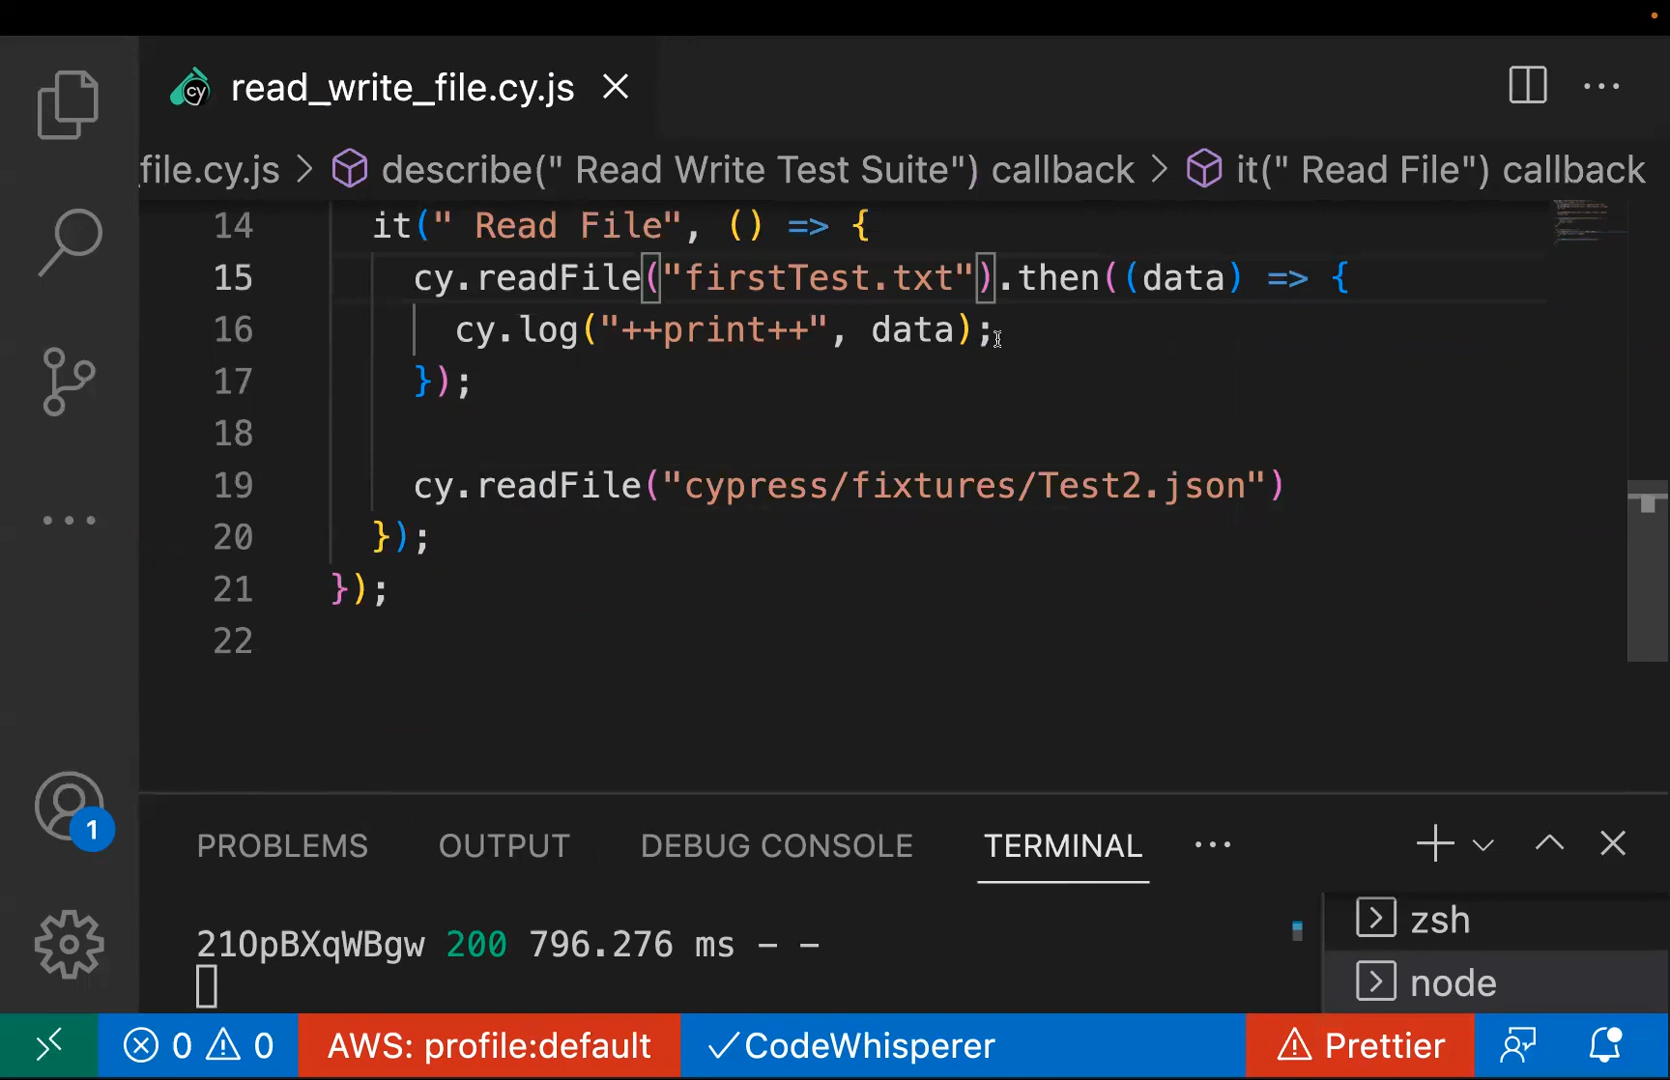 read_write_file.cy.js
file.cy.js > describe(" Read Write Test Suite") callback > it(" Read File") callback
14 it(" Read File", () => {
15 cy.readFile("firstTest.txt").then((data) => {
16 cy.log("++print++", data);
17 });
18
19 cy.readFile("cypress/fixtures/Test2.json")
20 });
21 });
22
PROBLEMS OUTPUT DEBUG CONSOLE TERMINAL ...
21OpBXqWBgw 200 796.276 ms - -
zsh
node
1
0 0 AWS: profile:default CodeWhisperer Prettier